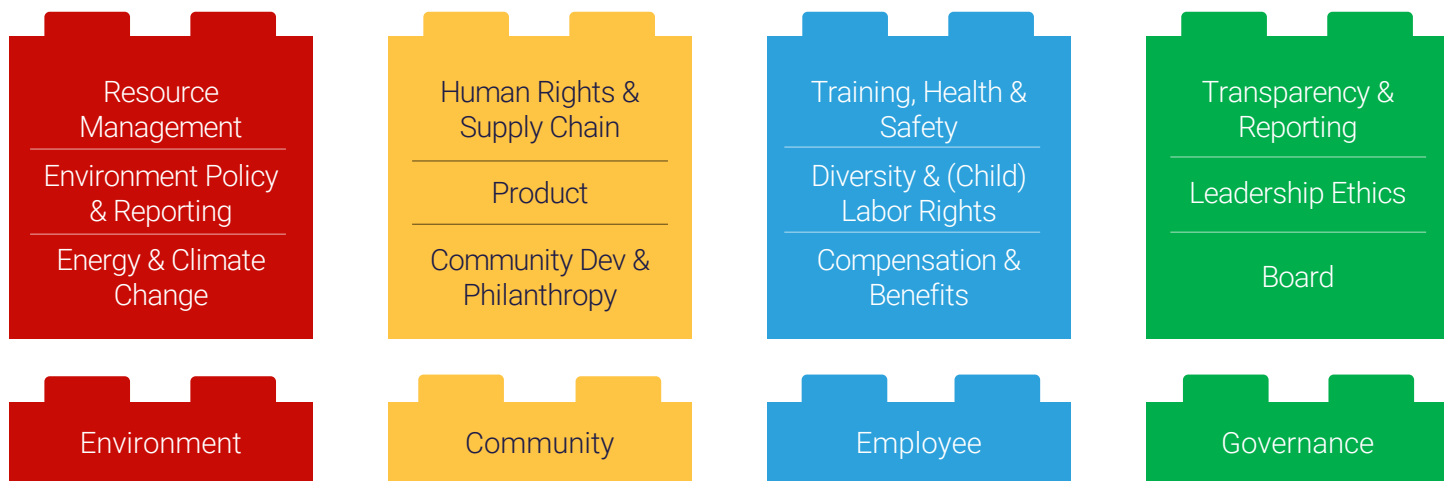 Resource
Management
Environment Policy
& Reporting
Energy & Climate
Change
Human Rights &
Supply Chain
Product
Community Dev &
Philanthropy
Training, Health &
Safety
Diversity & (Child)
Labor Rights
Compensation &
Benefits
Transparency &
Reporting
Leadership Ethics
Board
Environment
Community
Employee
Governance